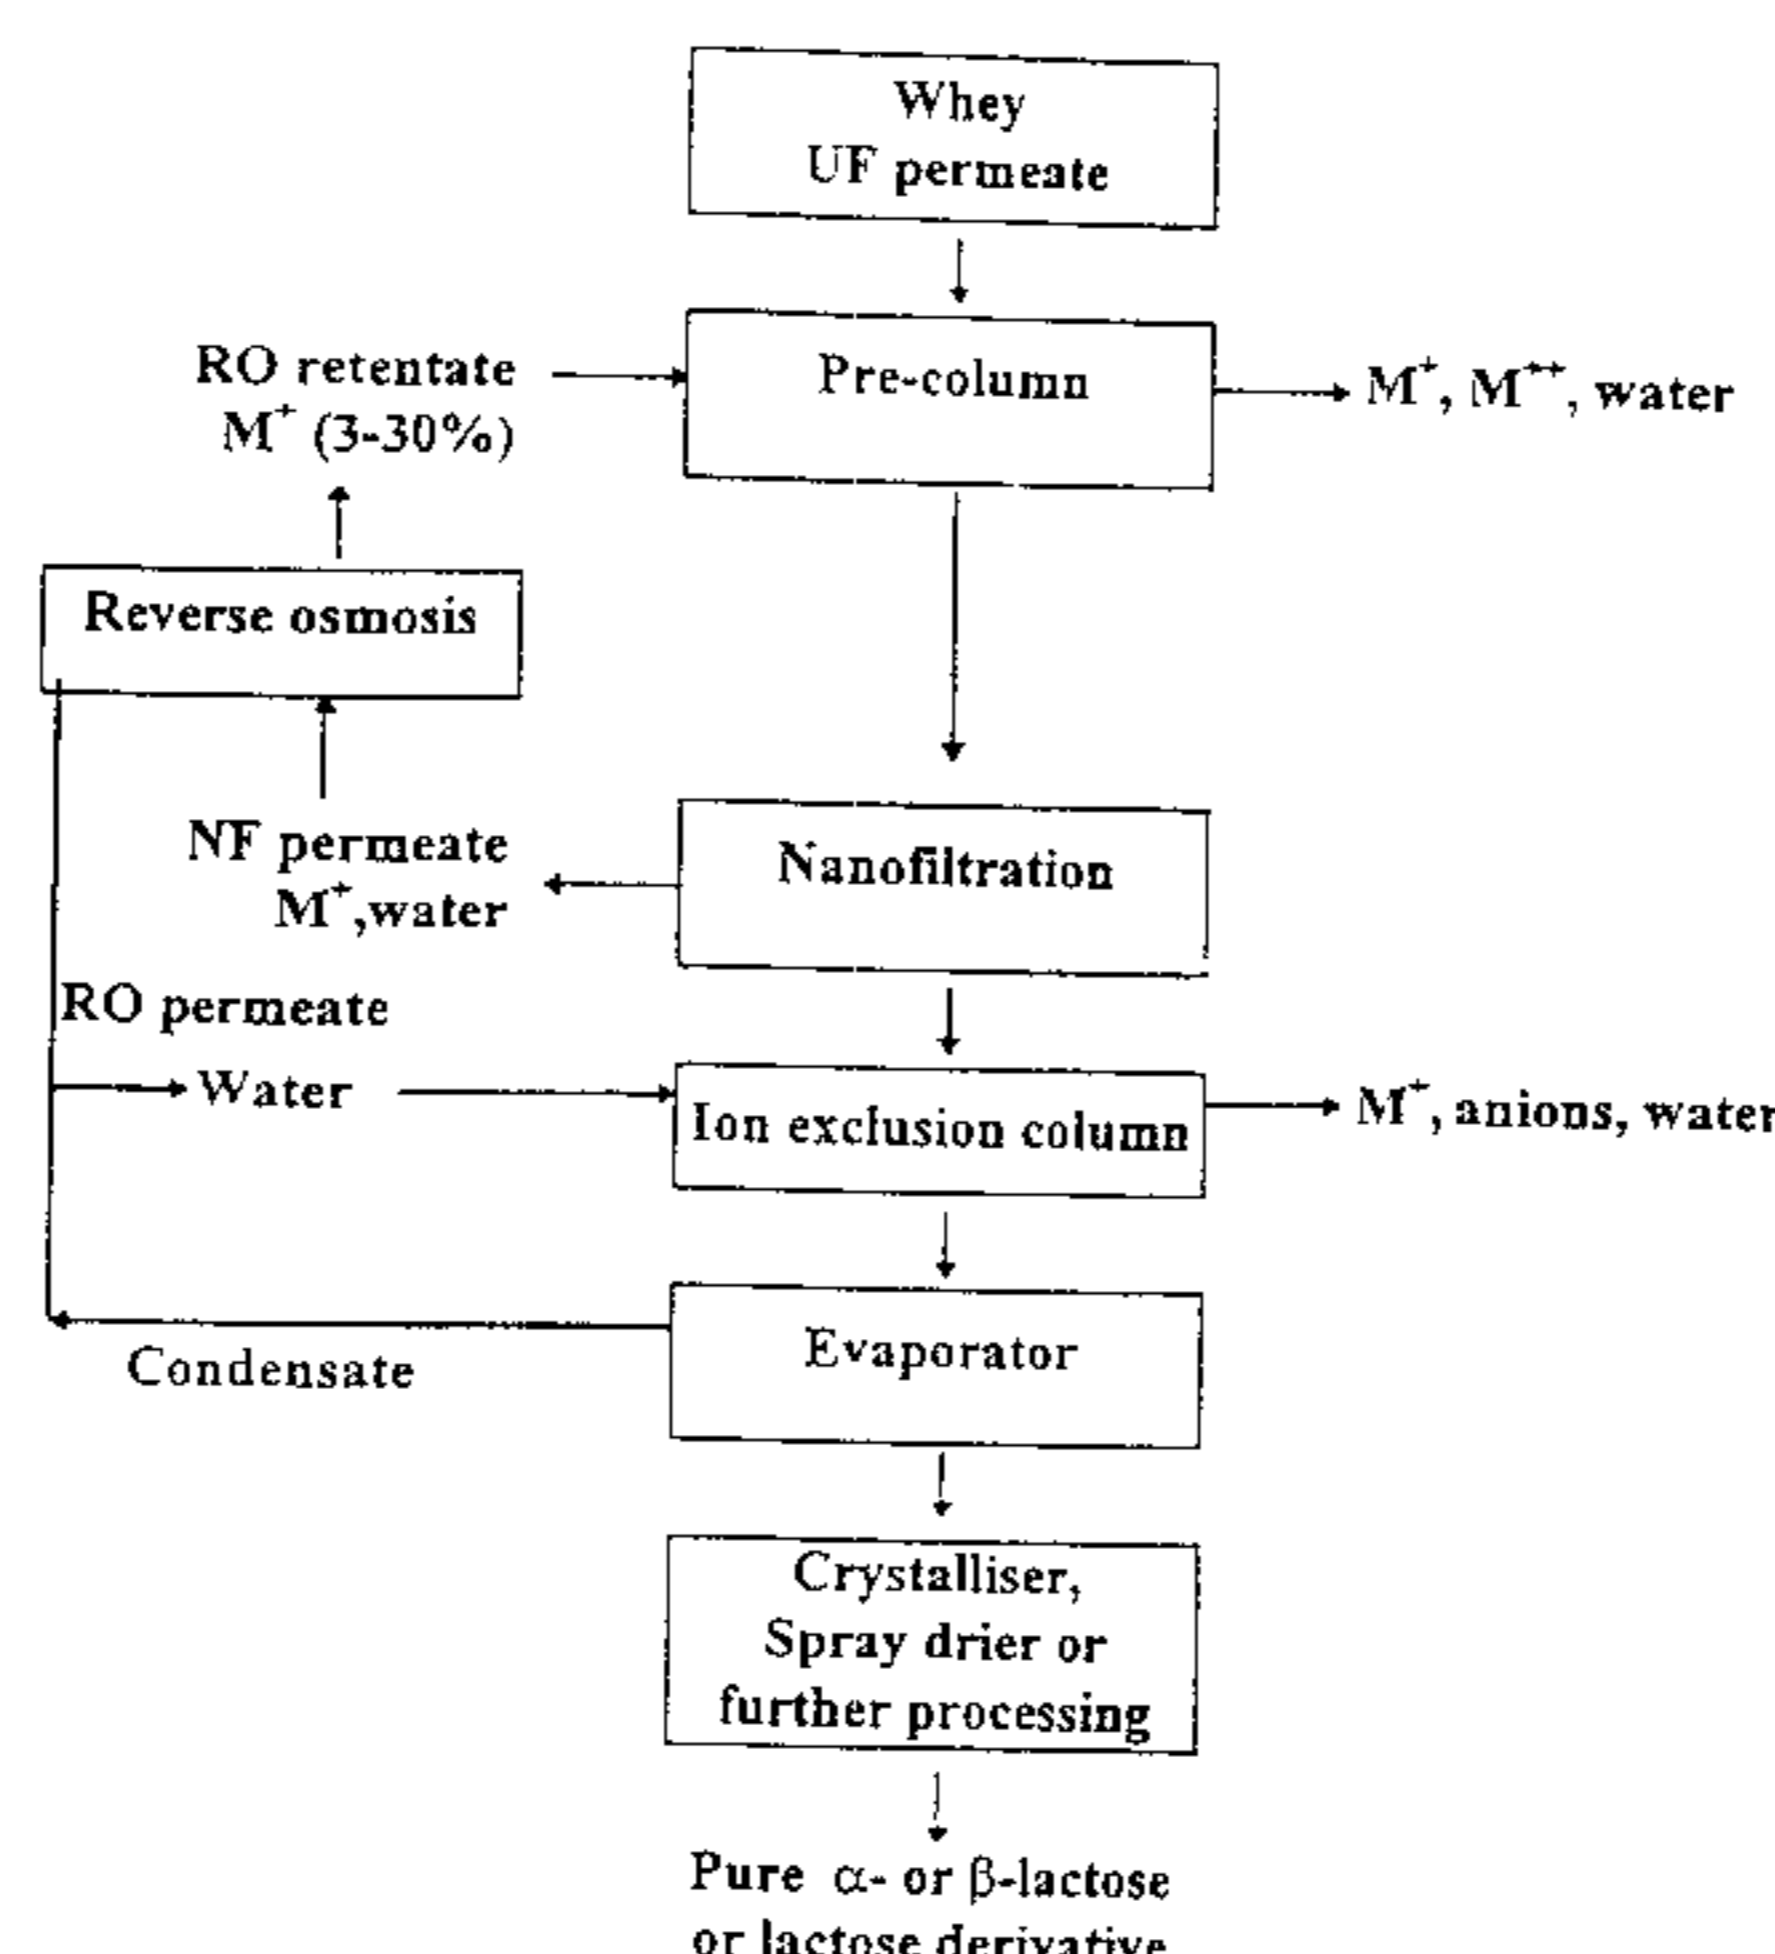 Whey
UF permeate
RO retentate
M⁺ (3-30%)
Pre-column
M⁺, M⁺⁺, water
Reverse osmosis
NF permeate
M⁺,water
Nanofiltration
RO permeate
Water
Ion exclusion column
M⁺, anions, water
Evaporator
Condensate
Crystalliser,
Spray drier or
further processing
Pure α- or β-lactose
or lactose derivative